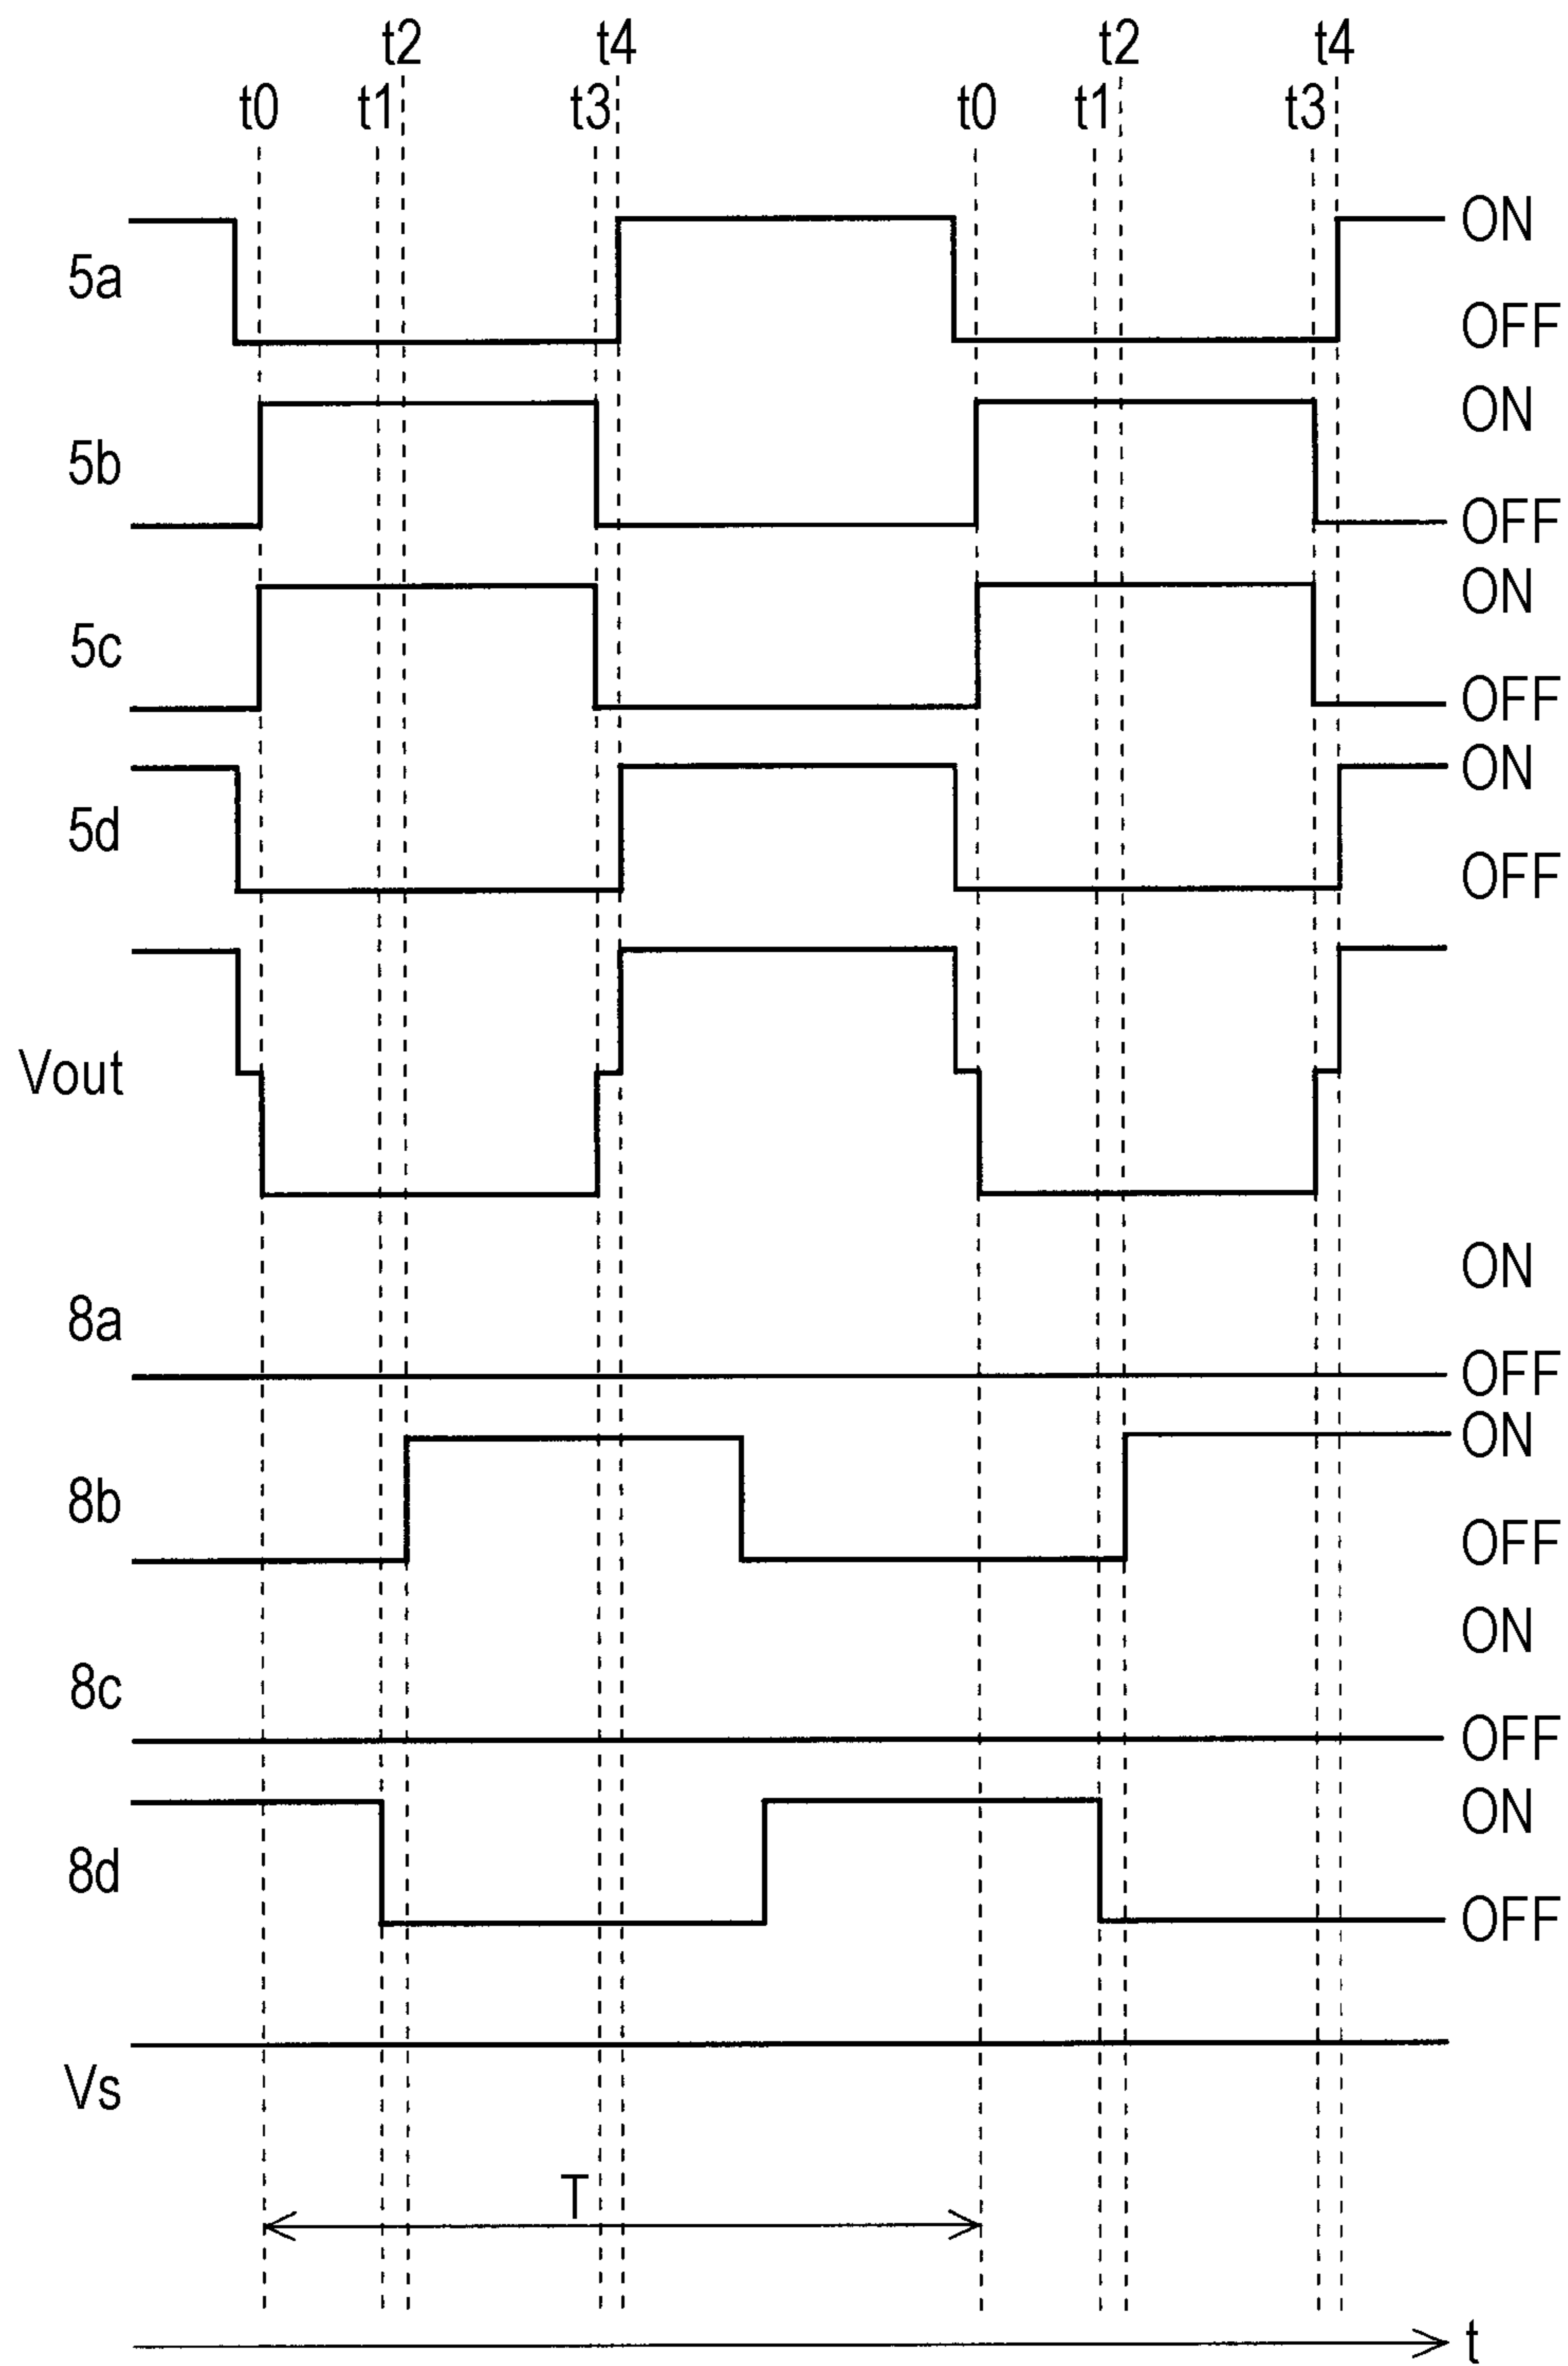 t2 t4 t2 t4
t0 t1 t3 t0 t1 t3
ON
5a
OFF
ON
5b
OFF
ON
5c
OFF
ON
5d
OFF
Vout
ON
8a
OFF
ON
8b
OFF
ON
8c
OFF
ON
8d
OFF
Vs
T
t